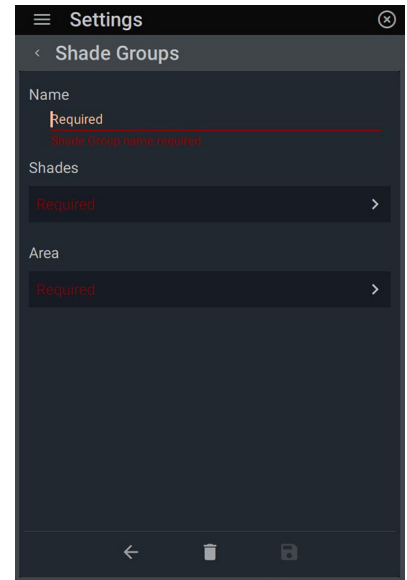 Settings
Shade Groups
Name
Required
Shade Group name required
Shades
Required
Area
Required